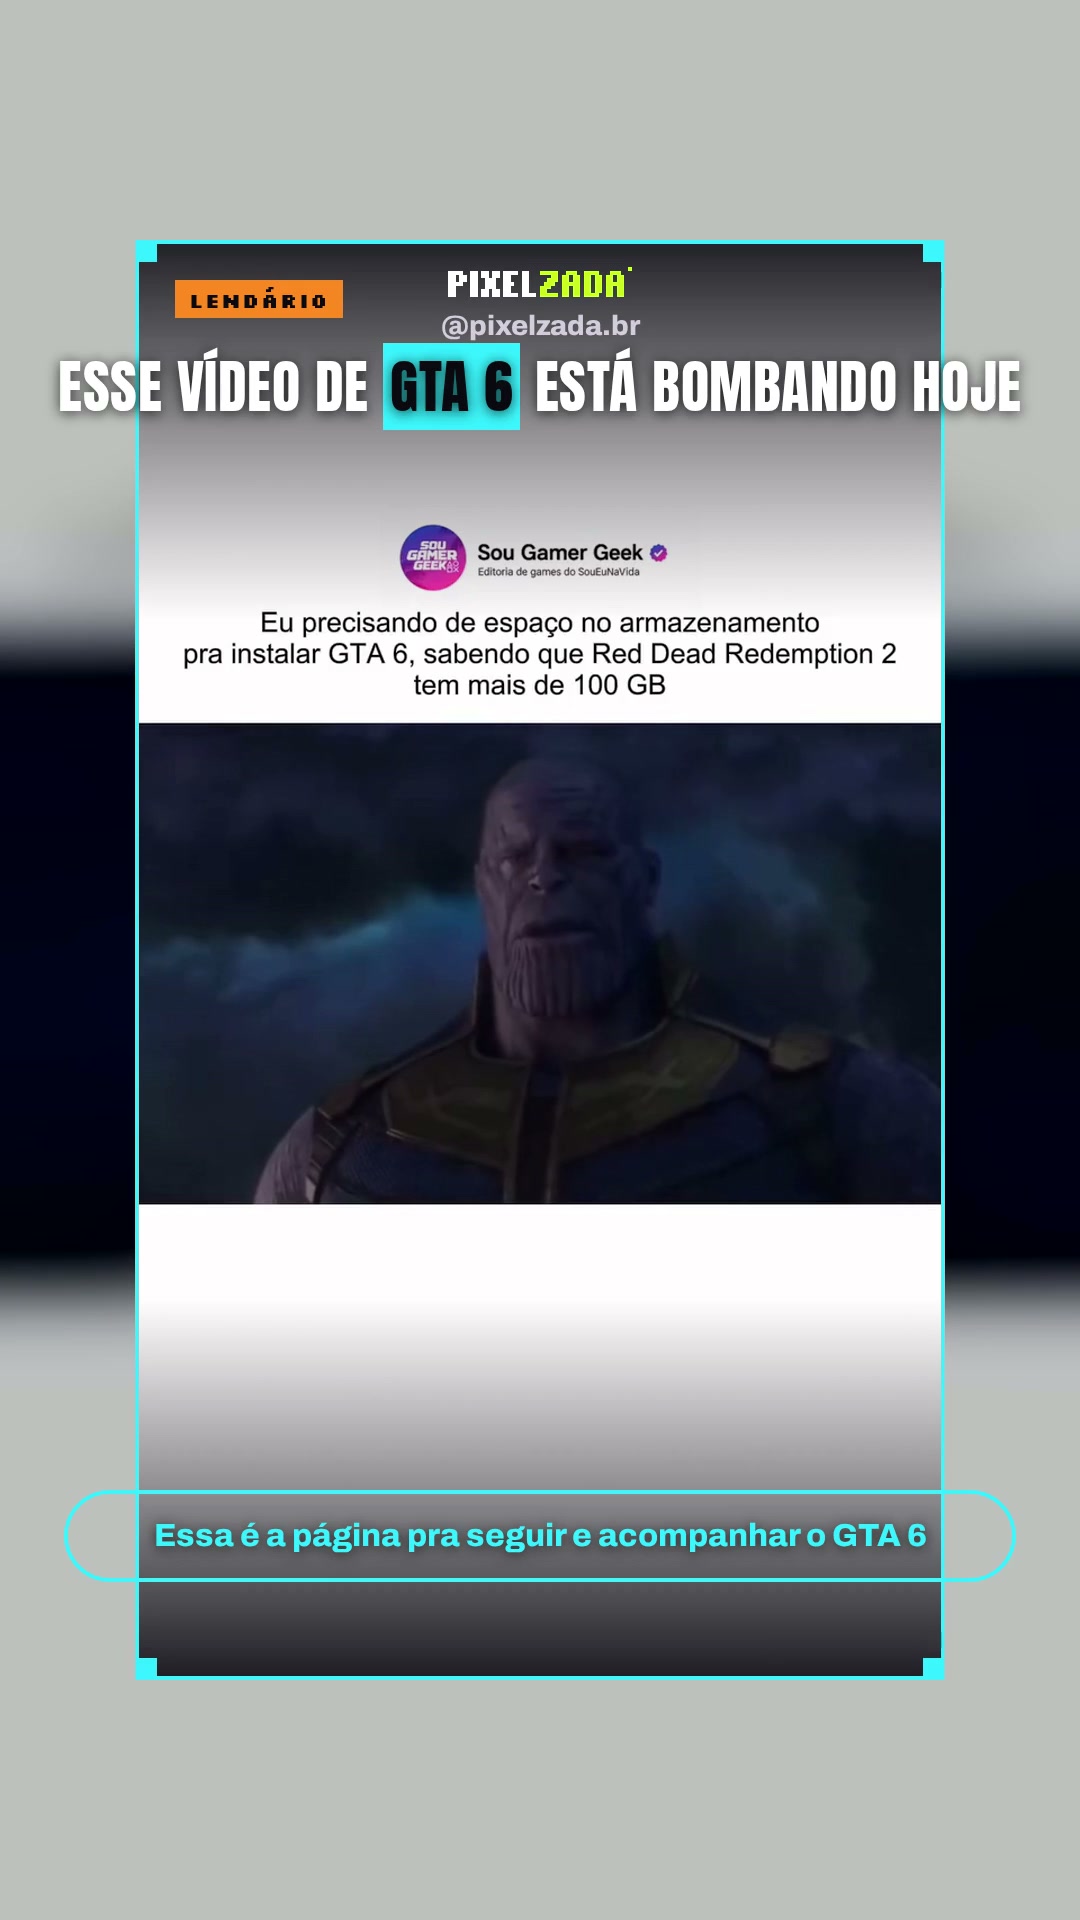 LENDÁRIO
PIXELZADA
@pixelzada.br
ESSE VÍDEO DE GTA 6 ESTÁ BOMBANDO HOJE
SOU
GAMER
GEEK
Sou Gamer Geek
Editoria de games do SouEuNaVida
Eu precisando de espaço no armazenamento
pra instalar GTA 6, sabendo que Red Dead Redemption 2
tem mais de 100 GB
Essa é a página pra seguir e acompanhar o GTA 6